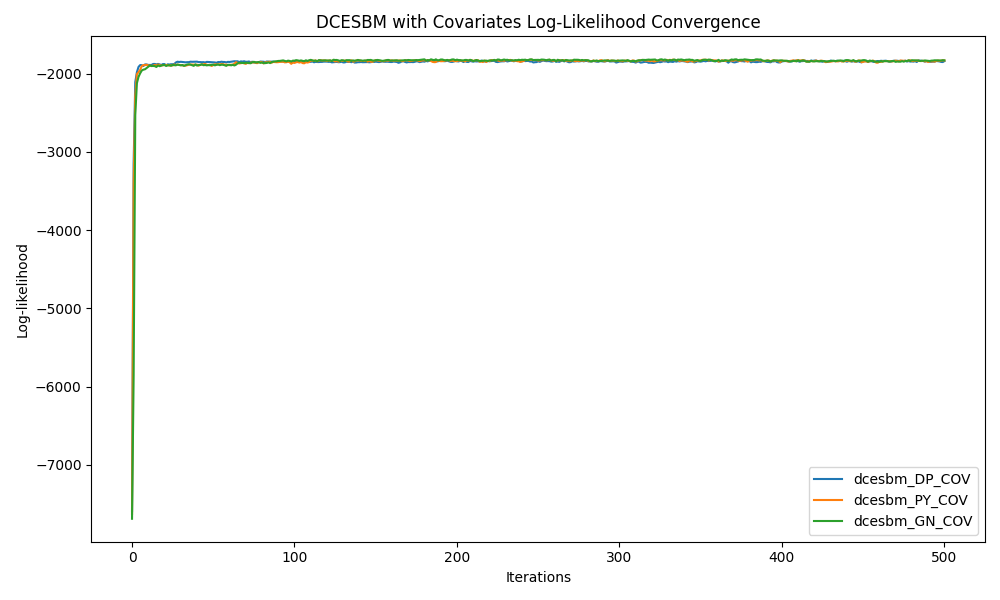 DCESBM with Covariates Log-Likelihood Convergence
−2000
−3000
−4000
−5000
−6000
−7000
Log-likelihood
0
100
200
300
400
500
Iterations
dcesbm_DP_COV
dcesbm_PY_COV
dcesbm_GN_COV